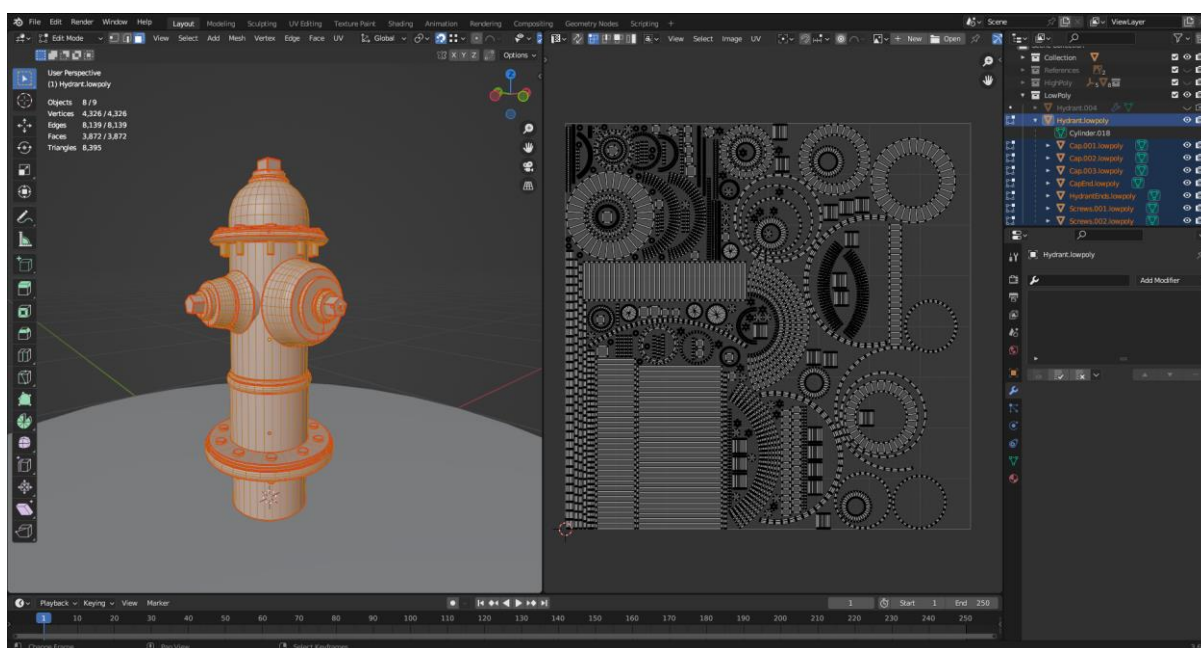 File Edit Render Window Help Layout Modeling Sculpting UV Editing Texture Paint Shading Animation Rendering Compositing Geometry Nodes Scripting + Scene ViewLayer
Edit Mode View Select Add Mesh Vertex Edge Face UV Global View Select Image UV New Open
X Y Z Options
User Perspective
(1) Hydrant.lowpoly
Objects 8/9
Vertices 4,326/4,326
Edges 8,139/8,139
Faces 3,872/3,872
Triangles 8,395
Z
Collection
References 2
HighPoly 5 8
LowPoly
Hydrant.004
Hydrant.lowpoly
Cylinder.018
Cap.001.lowpoly
Cap.002.lowpoly
Cap.003.lowpoly
CapEnd.lowpoly
HydrantEnds.lowpoly
Screws.001.lowpoly
Screws.002.lowpoly
Hydrant.lowpoly
Add Modifier
Playback Keying View Marker 1 Start 1 End 250
1 10 20 30 40 50 60 70 80 90 100 110 120 130 140 150 160 170 180 190 200 210 220 230 240 250
Change Frame Pan View Select Keyframes